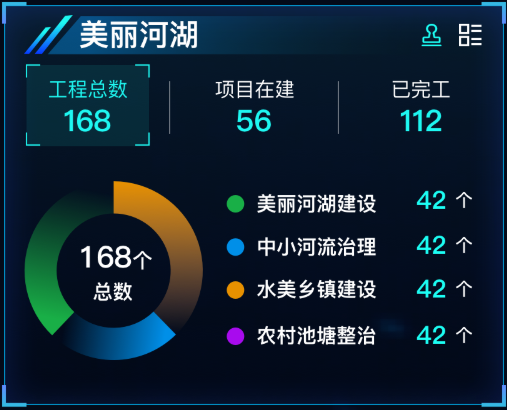 美丽河湖
工程总数 项目在建 已完工
168 56 112
168个
总数
美丽河湖建设 42 个
中小河流治理 42 个
水美乡镇建设 42 个
农村池塘整治 42 个